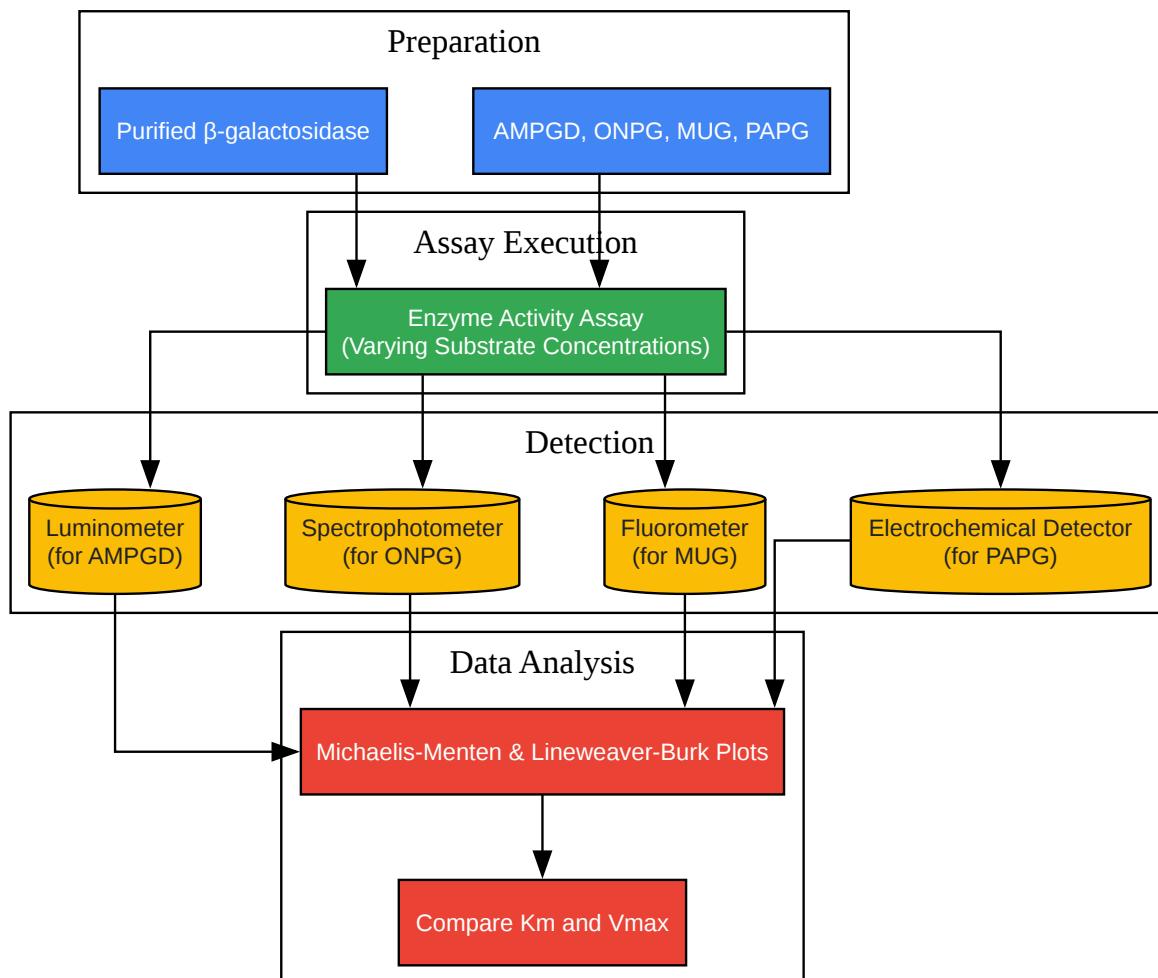 Preparation
Purified β-galactosidase
AMPGD, ONPG, MUG, PAPG
Assay Execution
Enzyme Activity Assay
(Varying Substrate Concentrations)
Detection
Luminometer
(for AMPGD)
Spectrophotometer
(for ONPG)
Fluorometer
(for MUG)
Electrochemical Detector
(for PAPG)
Data Analysis
Michaelis-Menten & Lineweaver-Burk Plots
Compare Km and Vmax